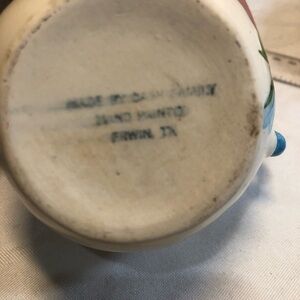 MADE BY CASH FAMILY
HAND PAINTED
ERWIN, TN